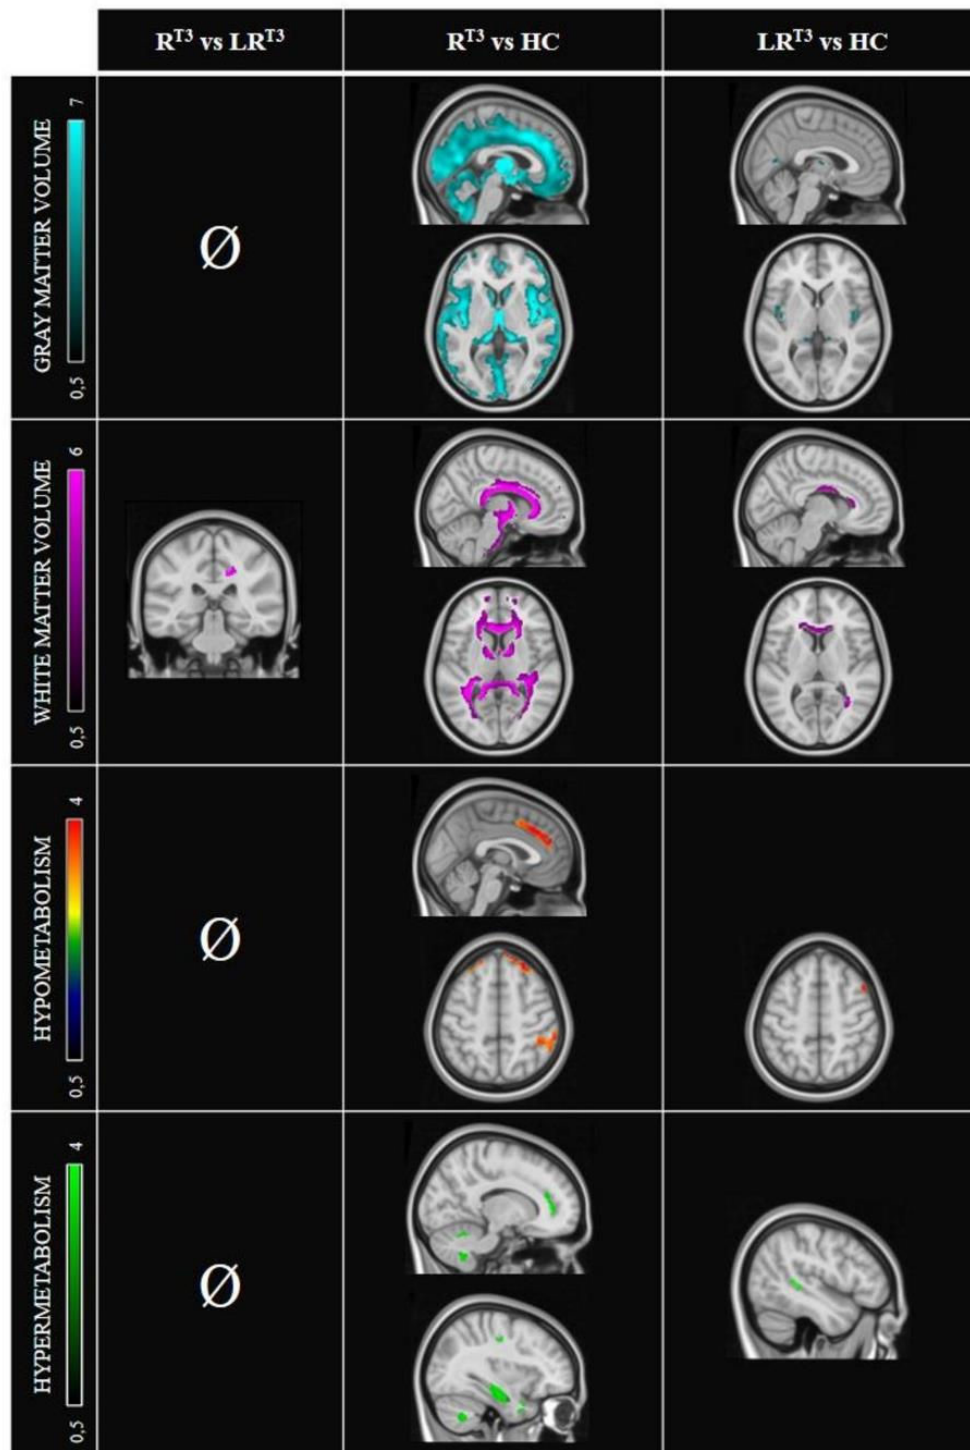 R^T3 vs LR^T3
R^T3 vs HC
LR^T3 vs HC
GRAY MATTER VOLUME
0,5
7
Ø
WHITE MATTER VOLUME
0,5
6
HYPOMETABOLISM
0,5
4
Ø
HYPERMETABOLISM
0,5
4
Ø